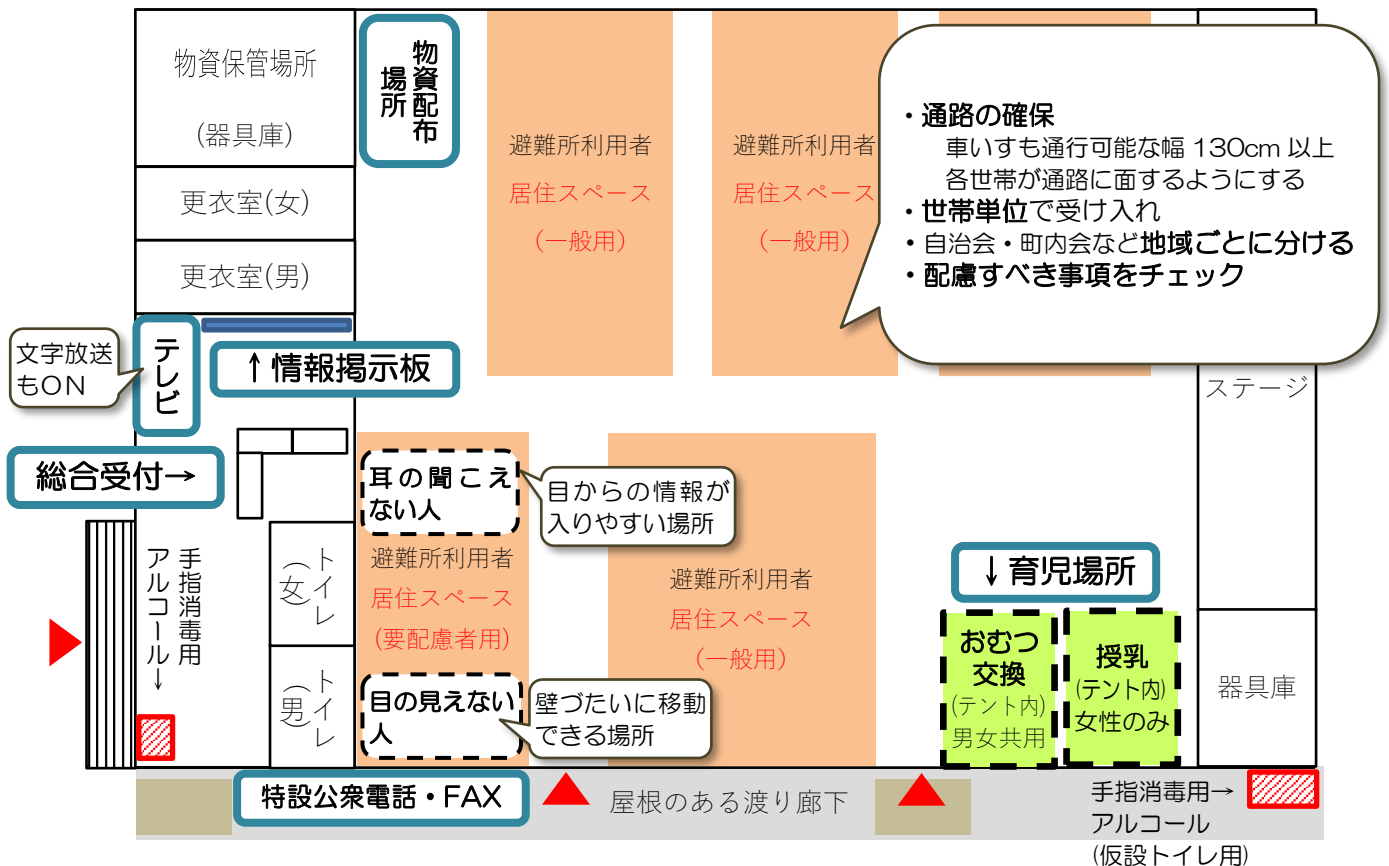 物資保管場所
(器具庫)
更衣室(女)
更衣室(男)
物資配布
場所
避難所利用者
居住スペース
(一般用)
避難所利用者
居住スペース
(一般用)
・通路の確保
車いすも通行可能な幅 130cm 以上
各世帯が通路に面するようにする
・世帯単位で受け入れ
・自治会・町内会など地域ごとに分ける
・配慮すべき事項をチェック
ステージ
文字放送
もON
テレビ
↑情報掲示板
総合受付→
耳の聞こえ
ない人
目からの情報が
入りやすい場所
避難所利用者
居住スペース
(要配慮者用)
目の見えない
人
壁づたいに移動
できる場所
避難所利用者
居住スペース
(一般用)
手指消毒用
アルコール→
トイレ
(女)
トイレ
(男)
↓育児場所
おむつ
交換
(テント内)
男女共用
授乳
(テント内)
女性のみ
器具庫
特設公衆電話・FAX
屋根のある渡り廊下
手指消毒用→
アルコール
(仮設トイレ用)